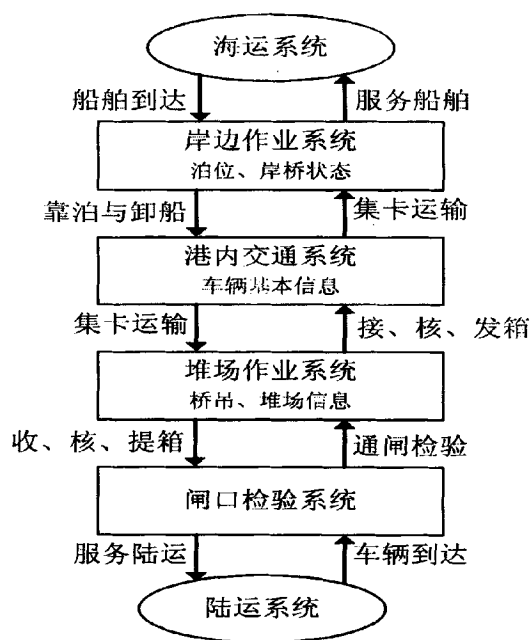 海运系统
船舶到达
服务船舶
岸边作业系统
泊位、岸桥状态
靠泊与卸船
集卡运输
港内交通系统
车辆基本信息
集卡运输
接、核、发箱
堆场作业系统
桥吊、堆场信息
收、核、提箱
通闸检验
闸口检验系统
服务陆运
车辆到达
陆运系统